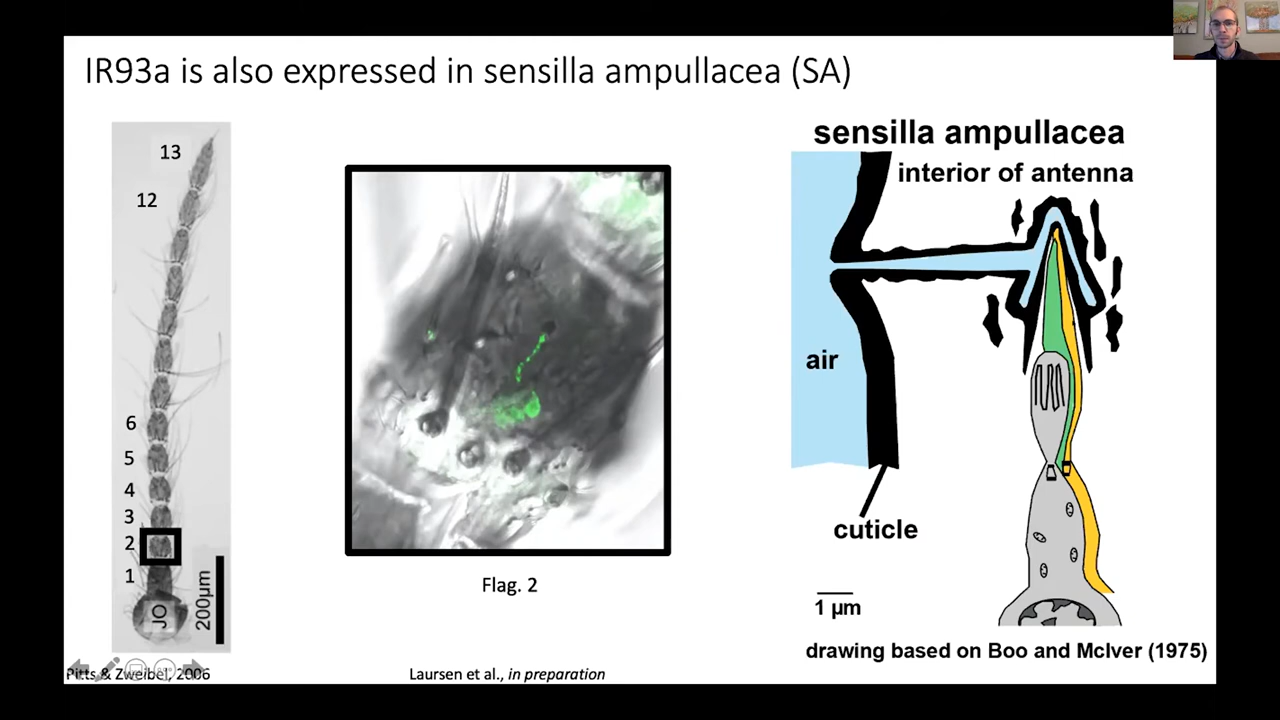 IR93a is also expressed in sensilla ampullacea (SA)
13
12
6
5
4
3
2
1
JO
200µm
Pitts & Zweibel, 2006
Flag. 2
Laursen et al., in preparation
sensilla ampullacea
interior of antenna
air
cuticle
1 µm
drawing based on Boo and McIver (1975)